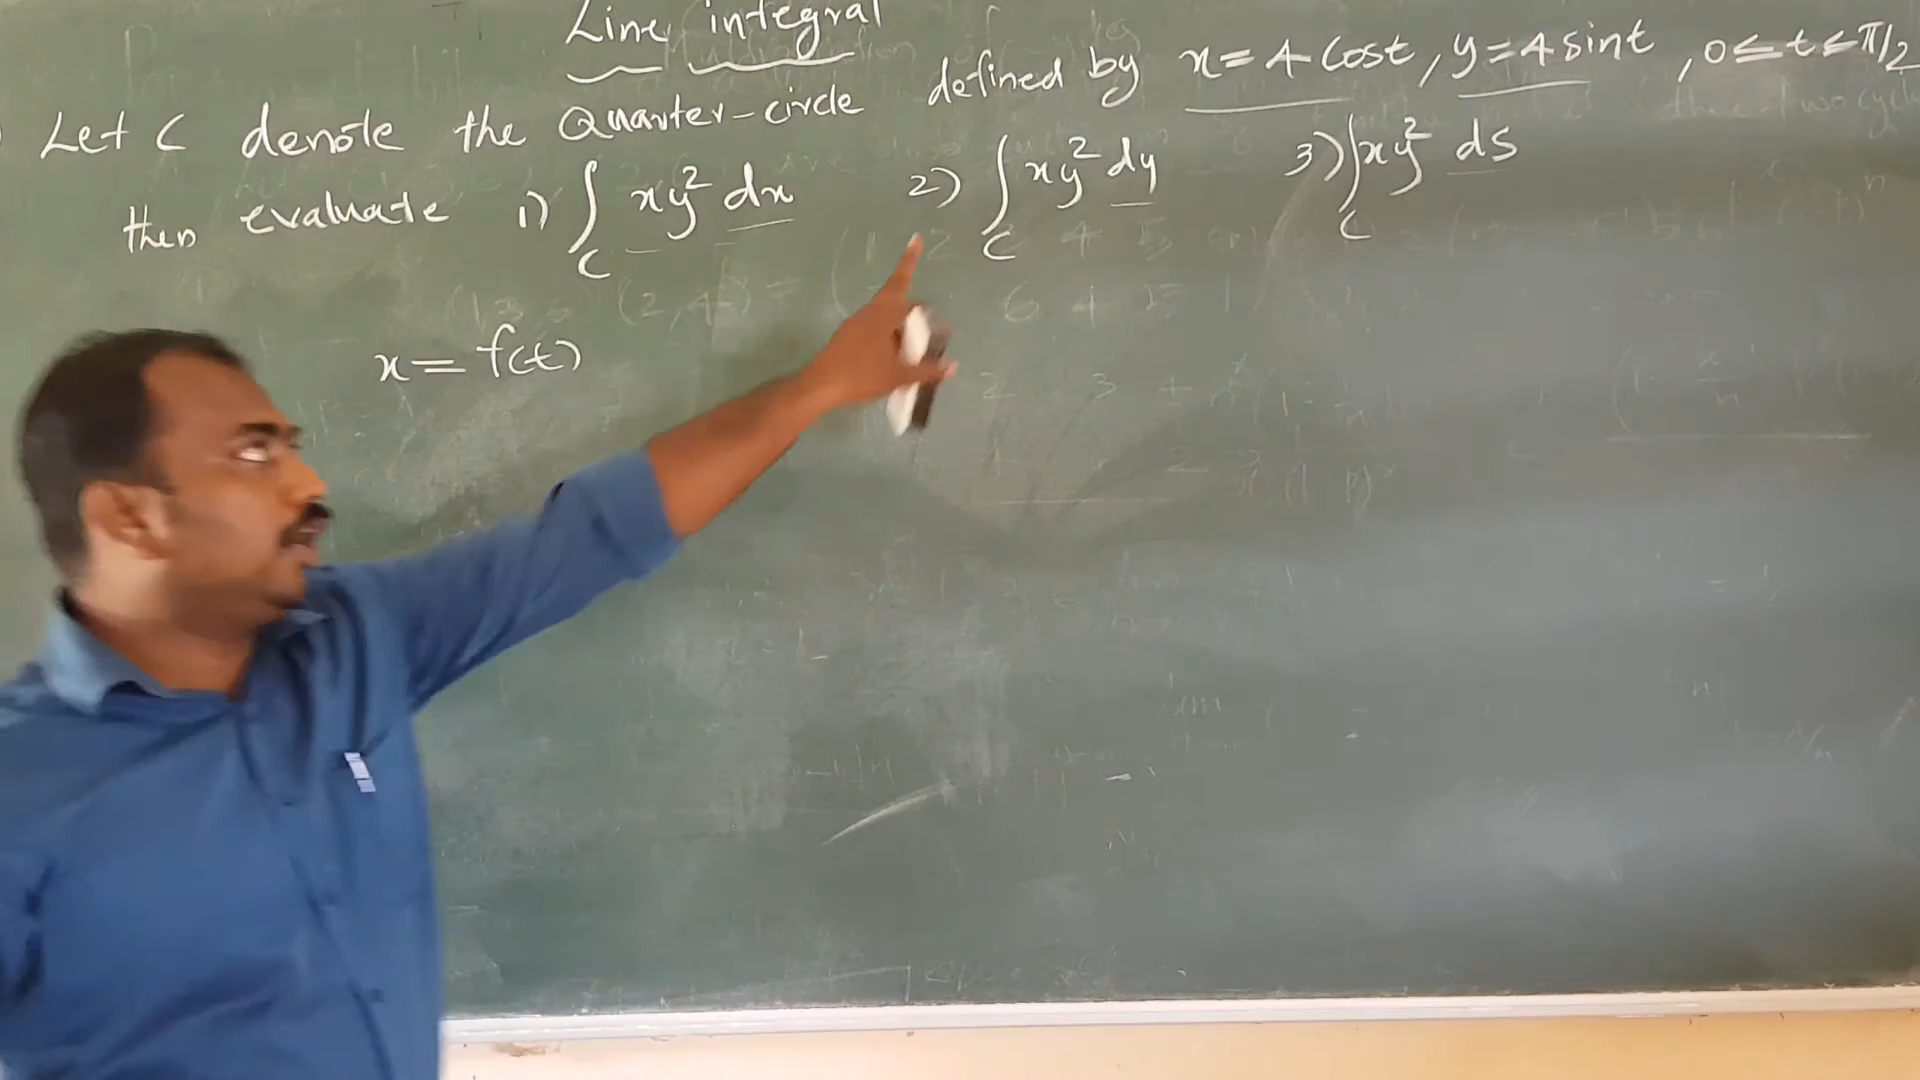 Line integral
Let C denote the Quarter-circle defined by x = 4 Cost, y = 4 sint, 0 ≤ t ≤ π/2
then evaluate 1) ∫_C xy² dx 2) ∫_C xy² dy 3) ∫_C xy² ds
x = f(t)